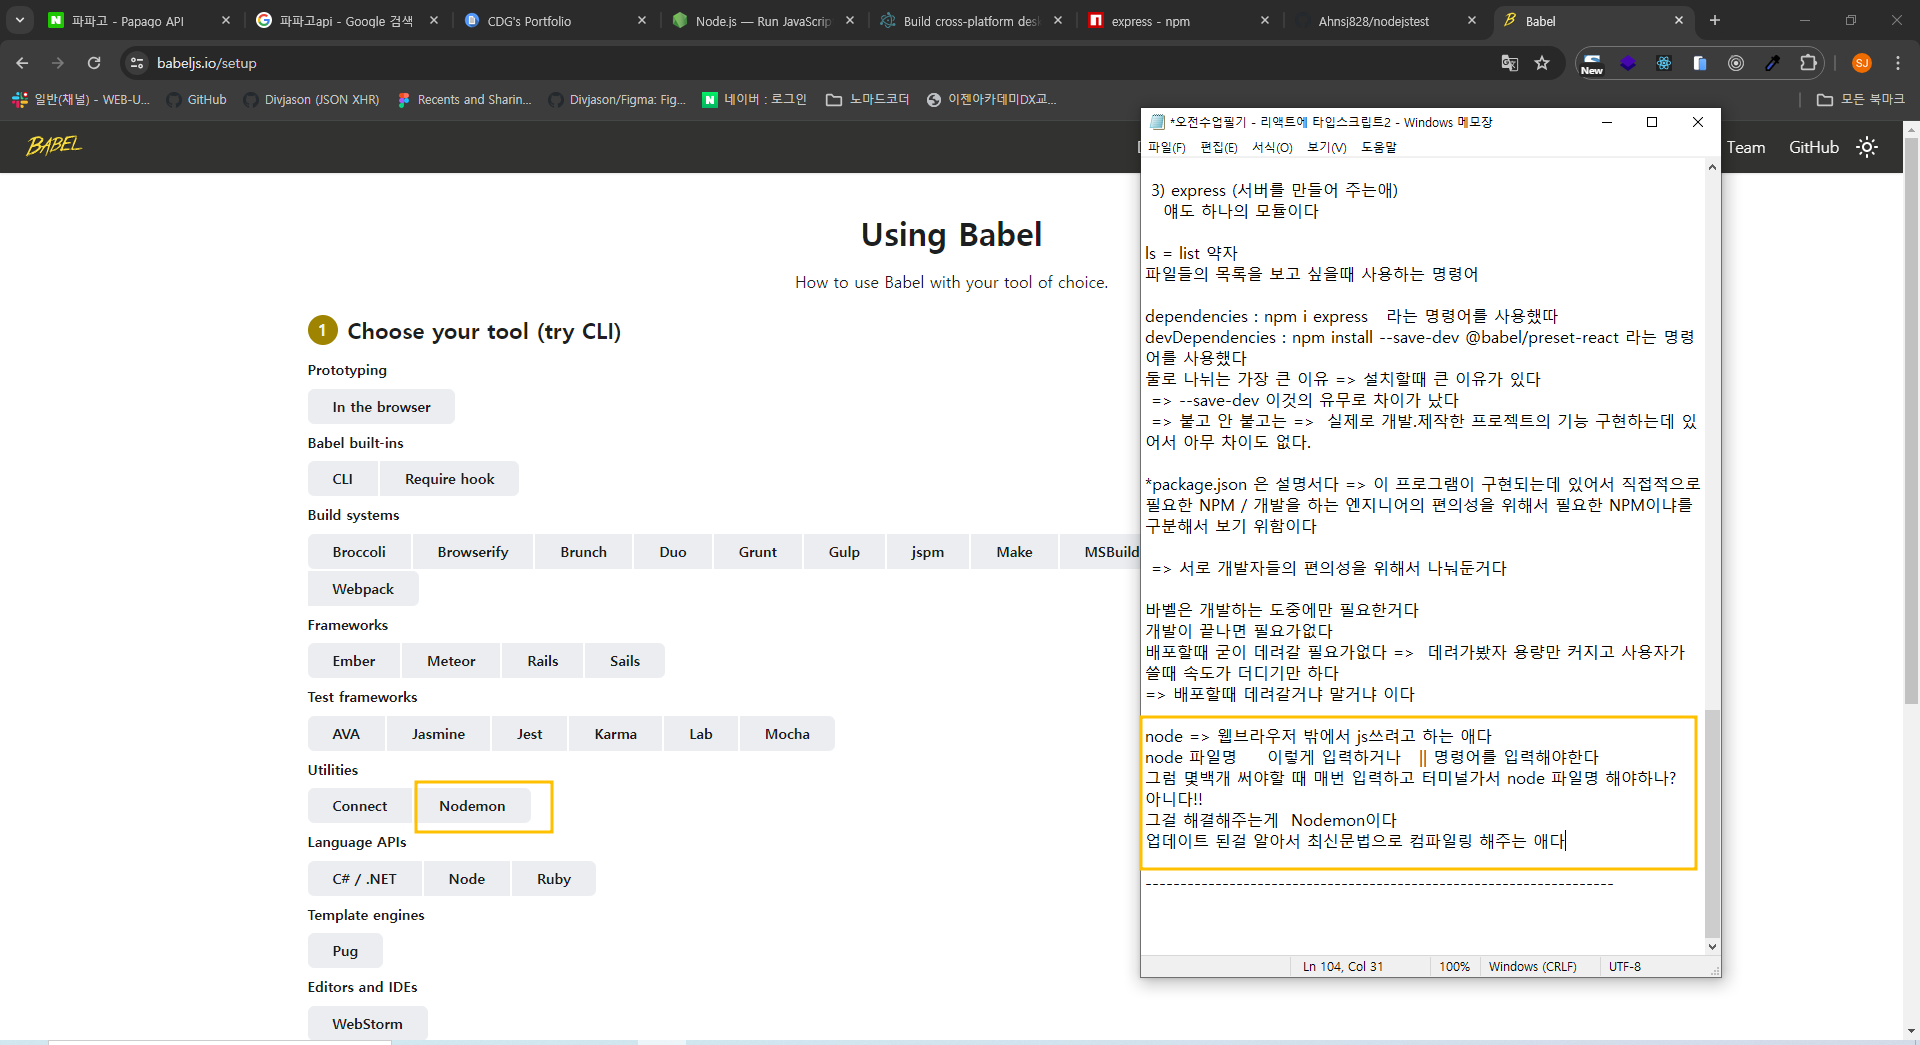 파파고 - Papago API
파파고api - Google 검색
CDG's Portfolio
Node.js — Run JavaScrip
Build cross-platform desk
express - npm
Ahnsj828/nodejstest
Babel
babeljs.io/setup
New
SJ
일반(채널) - WEB-U...
GitHub
Divjason (JSON XHR)
Recents and Sharin...
Divjason/Figma: Fig...
네이버 : 로그인
노마드코더
이젠아카데미DX교...
모든 북마크
BABEL
Team
GitHub
Using Babel
How to use Babel with your tool of choice.
1 Choose your tool (try CLI)
Prototyping
In the browser
Babel built-ins
CLI Require hook
Build systems
Broccoli Browserify Brunch Duo Grunt Gulp jspm Make MSBuild
Webpack
Frameworks
Ember Meteor Rails Sails
Test frameworks
AVA Jasmine Jest Karma Lab Mocha
Utilities
Connect Nodemon
Language APIs
C# / .NET Node Ruby
Template engines
Pug
Editors and IDEs
WebStorm
*오전수업필기 - 리액트에 타입스크립트2 - Windows 메모장
파일(F) 편집(E) 서식(O) 보기(V) 도움말
3) express (서버를 만들어 주는애)
얘도 하나의 모듈이다
ls = list 약자
파일들의 목록을 보고 싶을때 사용하는 명령어
dependencies : npm i express 라는 명령어를 사용했따
devDependencies : npm install --save-dev @babel/preset-react 라는 명령
어를 사용했다
둘로 나뉘는 가장 큰 이유 => 설치할때 큰 이유가 있다
=> --save-dev 이것의 유무로 차이가 났다
=> 붙고 안 붙고는 => 실제로 개발.제작한 프로젝트의 기능 구현하는데 있
어서 아무 차이도 없다.
*package.json 은 설명서다 => 이 프로그램이 구현되는데 있어서 직접적으로
필요한 NPM / 개발을 하는 엔지니어의 편의성을 위해서 필요한 NPM이냐를
구분해서 보기 위함이다
=> 서로 개발자들의 편의성을 위해서 나눠둔거다
바벨은 개발하는 도중에만 필요한거다
개발이 끝나면 필요가없다
배포할때 굳이 데려갈 필요가없다 => 데려가봤자 용량만 커지고 사용자가
쓸때 속도가 더디기만 하다
=> 배포할때 데려갈거냐 말거냐 이다
node => 웹브라우저 밖에서 js쓰려고 하는 애다
node 파일명 이렇게 입력하거나 || 명령어를 입력해야한다
그럼 몇백개 써야할 때 매번 입력하고 터미널가서 node 파일명 해야하나?
아니다!!
그걸 해결해주는게 Nodemon이다
업데이트 된걸 알아서 최신문법으로 컴파일링 해주는 애다
-------------------------------------------------------------------
Ln 104, Col 31 100% Windows (CRLF) UTF-8